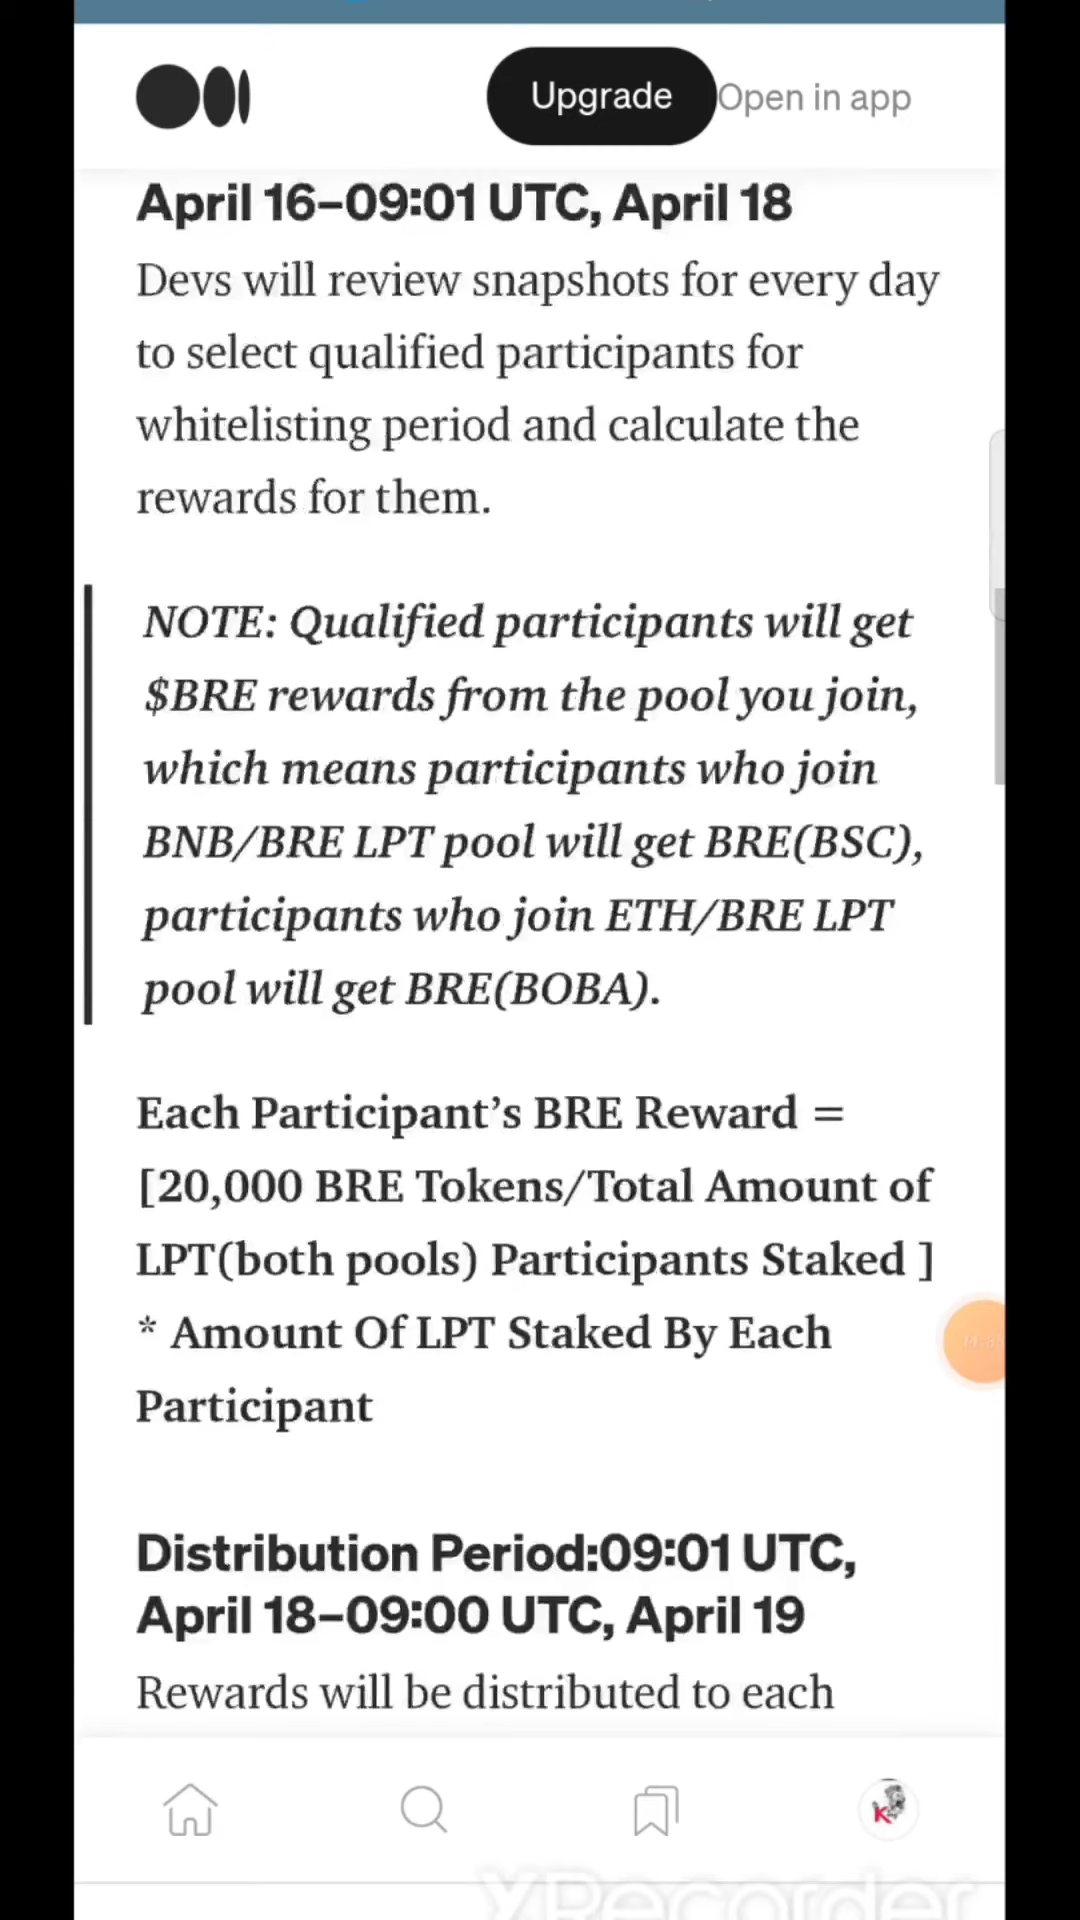 Upgrade
Open in app
April 16–09:01 UTC, April 18
Devs will review snapshots for every day
to select qualified participants for
whitelisting period and calculate the
rewards for them.
NOTE: Qualified participants will get
$BRE rewards from the pool you join,
which means participants who join
BNB/BRE LPT pool will get BRE(BSC),
participants who join ETH/BRE LPT
pool will get BRE(BOBA).
Each Participant’s BRE Reward =
[20,000 BRE Tokens/Total Amount of
LPT(both pools) Participants Staked ]
* Amount Of LPT Staked By Each
Participant
Distribution Period:09:01 UTC,
April 18–09:00 UTC, April 19
Rewards will be distributed to each
K
XRecorder